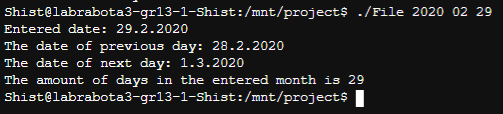 Shist@labrabota3-gr13-1-Shist:/mnt/project$ ./File 2020 02 29
Entered date: 29.2.2020
The date of previous day: 28.2.2020
The date of next day: 1.3.2020
The amount of days in the entered month is 29
Shist@labrabota3-gr13-1-Shist:/mnt/project$